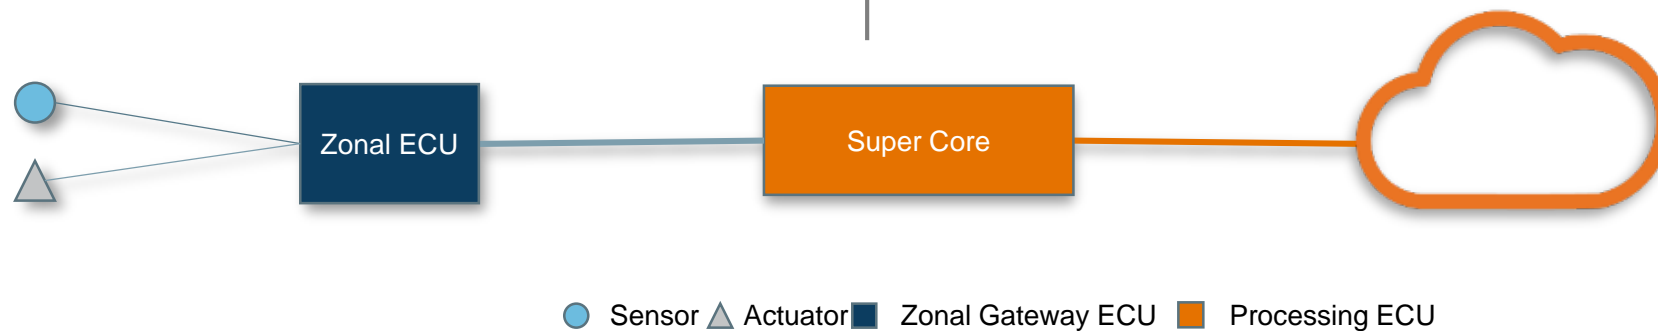 Zonal ECU
Super Core
Sensor Actuator Zonal Gateway ECU Processing ECU